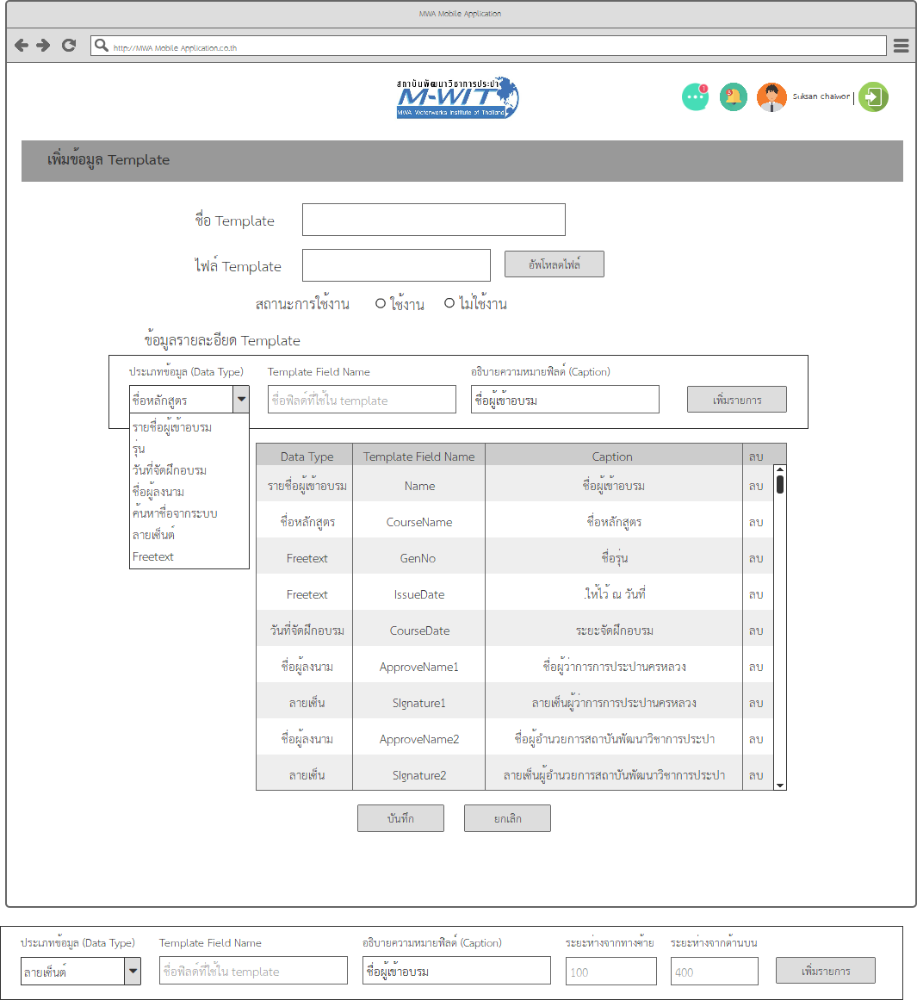 MWA Mobile Application
http://MWA Mobile Application.co.th
สถาบันพัฒนาวิชาการประปา
M-WIT
MWA Waterworks Institute of Thailand
1
3
Suksan chaiwon
เพิ่มข้อมูล Template
ชื่อ Template
ไฟล์ Template
อัพโหลดไฟล์
สถานะการใช้งาน ใช้งาน ไม่ใช้งาน
ข้อมูลรายละอียด Template
ประเภทข้อมูล (Data Type) Template Field Name อธิบายความหมายฟิลด์ (Caption)
ชื่อหลักสูตร ชื่อฟิลด์ที่ใช้ใน template ชื่อผู้เข้าอบรม เพิ่มรายการ
รายชื่อผู้เข้าอบรม
รุ่น
วันที่จัดฝึกอบรม
ชื่อผู้ลงนาม
ค้นหาชื่อจากระบบ
ลายเซ็นต์
Freetext
Data Type Template Field Name Caption ลบ
รายชื่อผู้เข้าอบรม Name ชื่อผู้เข้าอบรม ลบ
ชื่อหลักสูตร CourseName ชื่อหลักสูตร ลบ
Freetext GenNo ชื่อรุ่น ลบ
Freetext IssueDate .ให้ไว้ ณ วันที่ ลบ
วันที่จัดฝึกอบรม CourseDate ระยะจัดฝึกอบรม ลบ
ชื่อผู้ลงนาม ApproveName1 ชื่อผู้ว่าการการประปานครหลวง ลบ
ลายเซ็น SIgnature1 ลายเซ็นผู้ว่าการการประปานครหลวง ลบ
ชื่อผู้ลงนาม ApproveName2 ชื่อผู้อำนวยการสถาบันพัฒนาวิชาการประปา ลบ
ลายเซ็น SIgnature2 ลายเซ็นผู้อำนวยการสถาบันพัฒนาวิชาการประปา ลบ
บันทึก ยกเลิก
ประเภทข้อมูล (Data Type) Template Field Name อธิบายความหมายฟิลด์ (Caption) ระยะห่างจากทางซ้าย ระยะห่างจากด้านบน
ลายเซ็นต์ ชื่อฟิลด์ที่ใช้ใน template ชื่อผู้เข้าอบรม 100 400 เพิ่มรายการ